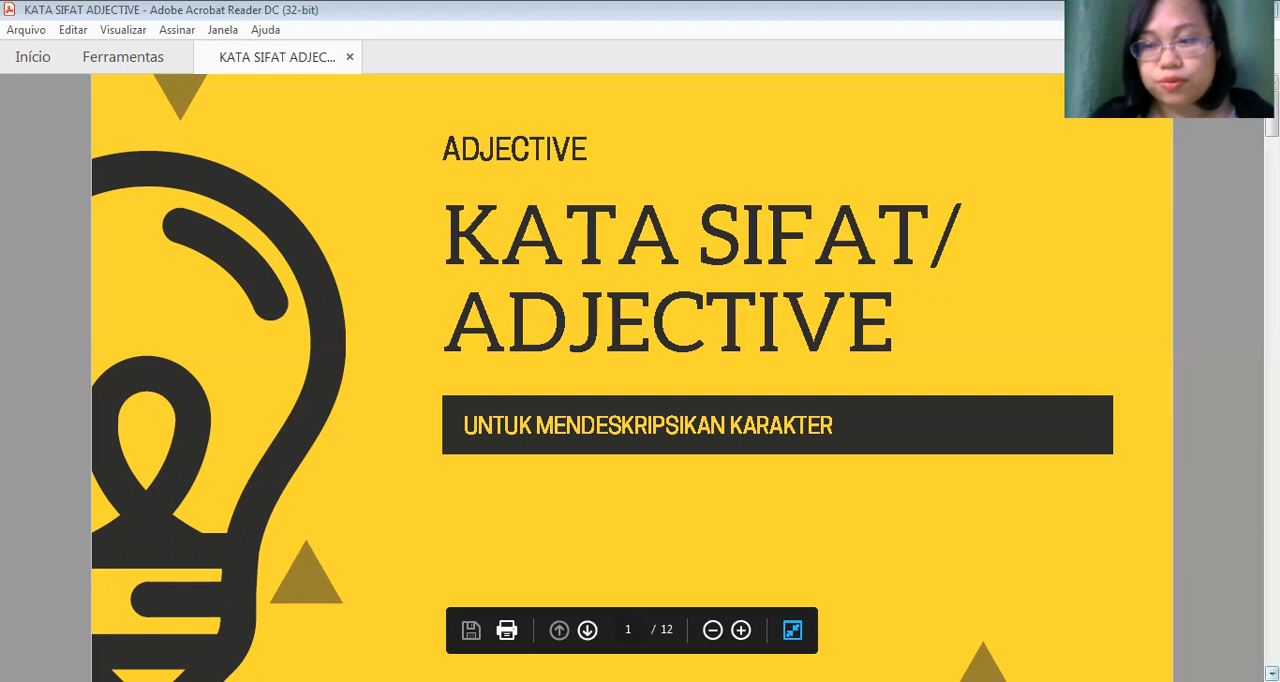 KATA SIFAT ADJECTIVE - Adobe Acrobat Reader DC (32-bit)
Arquivo Editar Visualizar Assinar Janela Ajuda
Início Ferramentas KATA SIFAT ADJEC... ×
ADJECTIVE
KATA SIFAT/
ADJECTIVE
UNTUK MENDESKRIPSIKAN KARAKTER
1 / 12